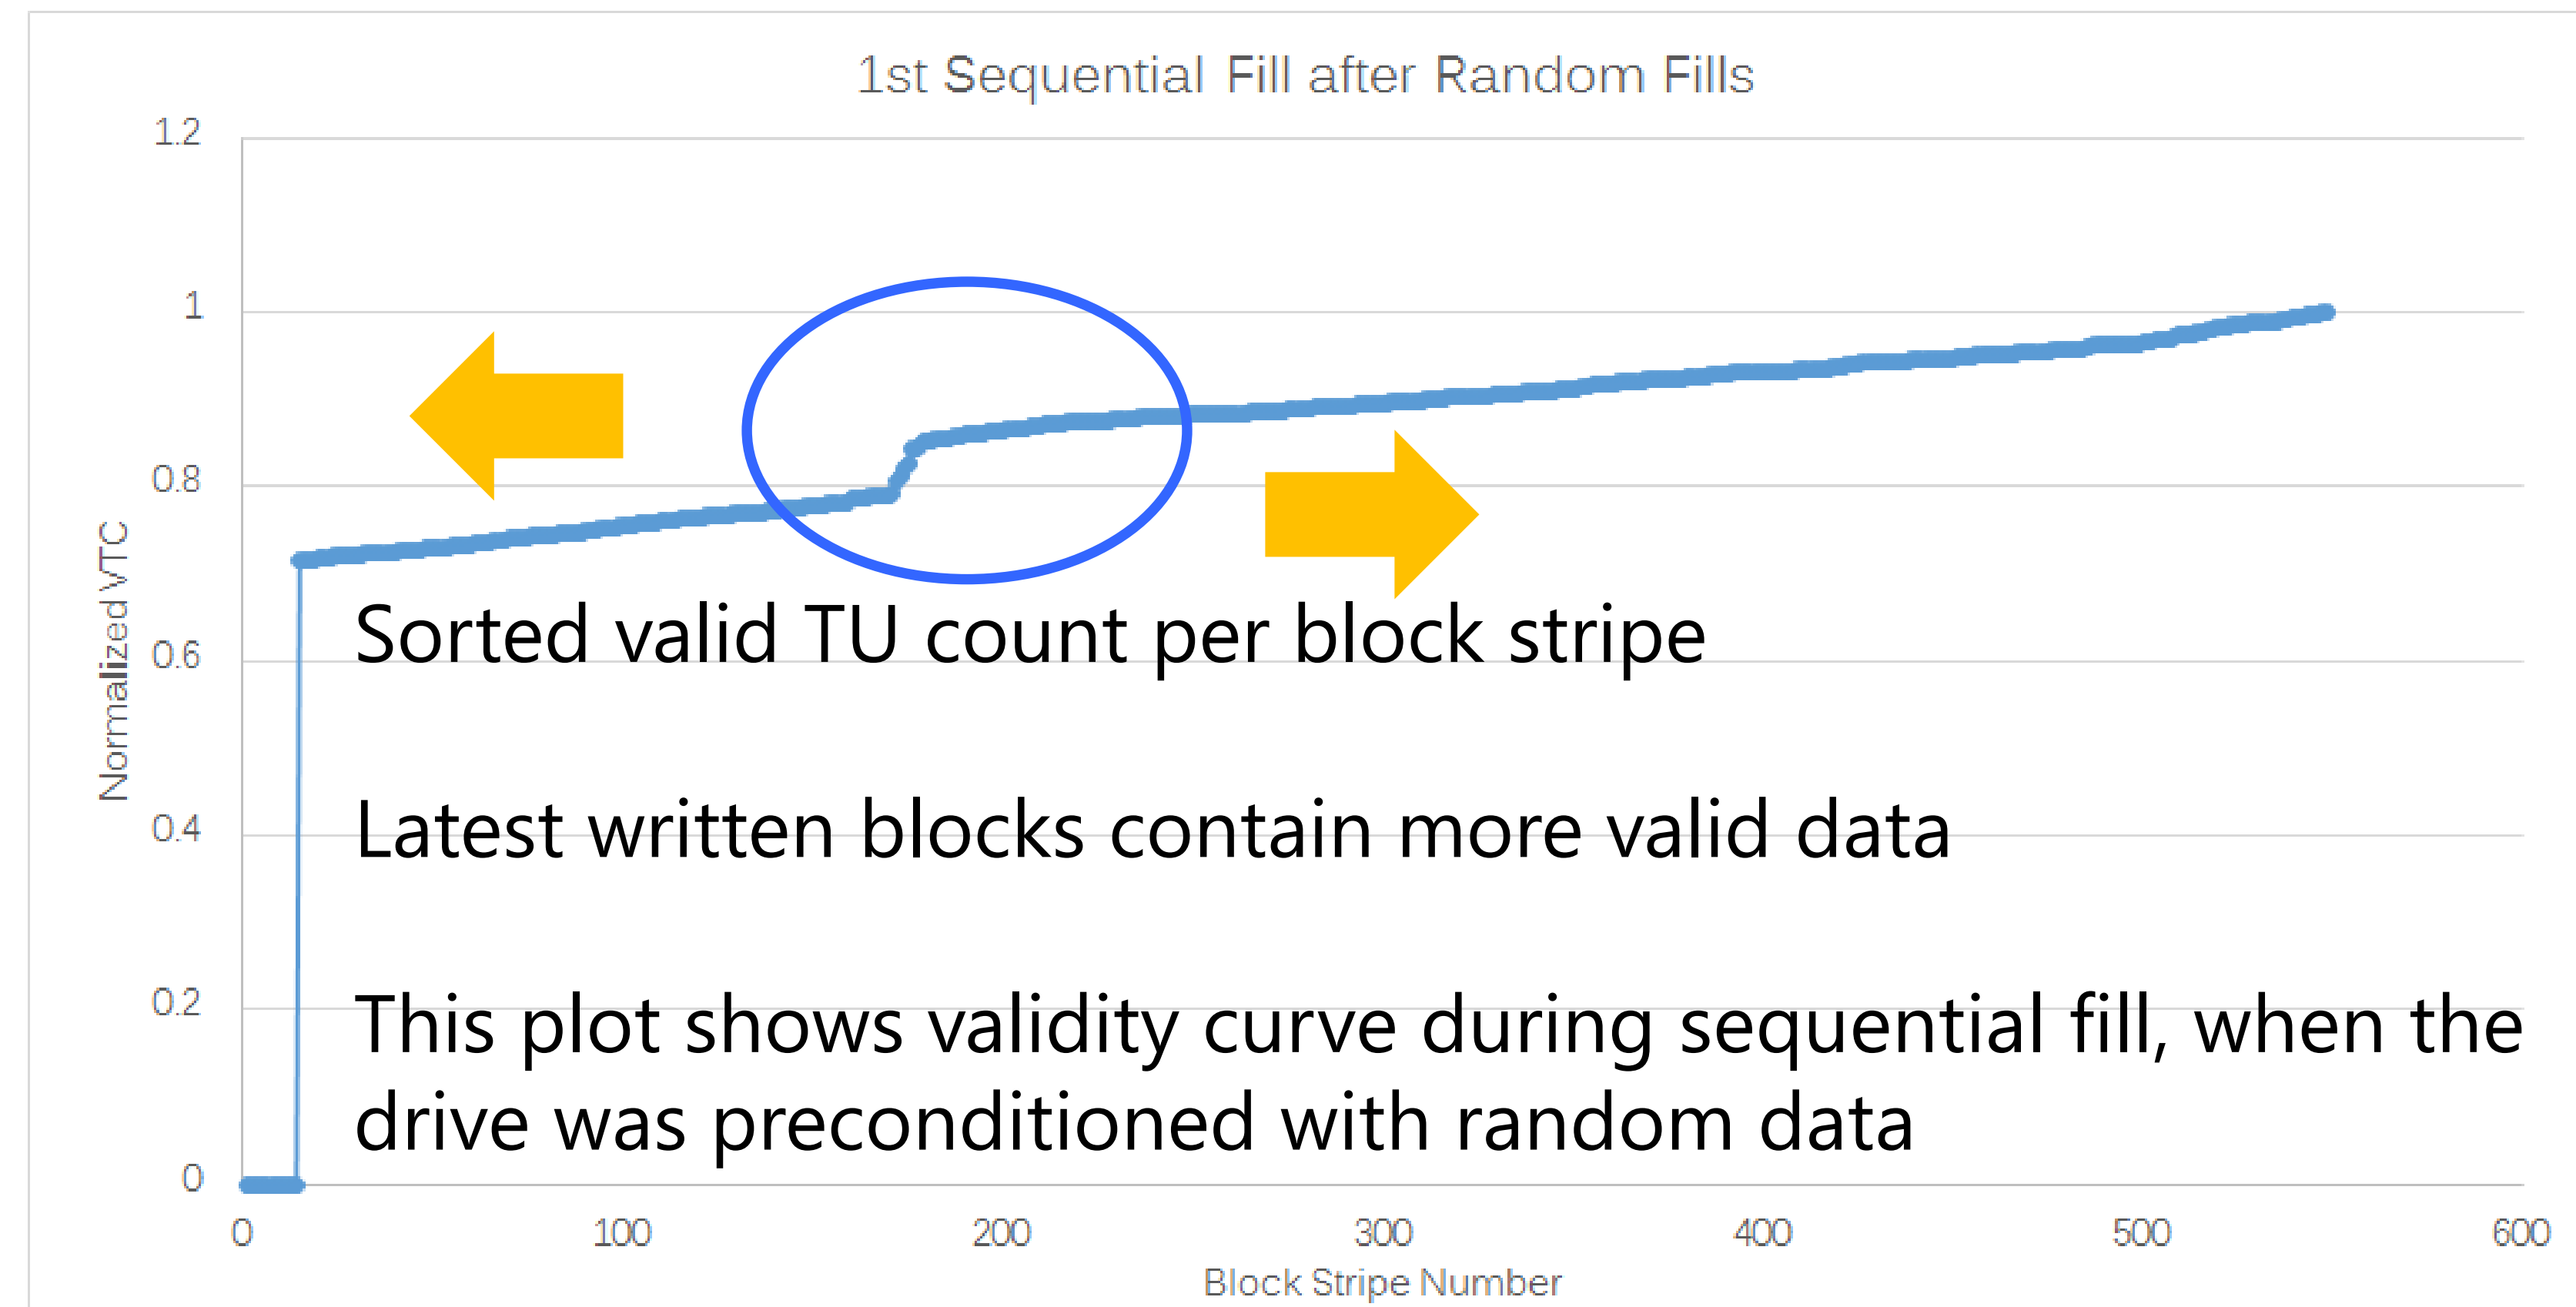 1st Sequential Fill after Random Fills
1.2
1
0.8
0.6
0.4
0.2
0
Normalized VTC
Sorted valid TU count per block stripe
Latest written blocks contain more valid data
This plot shows validity curve during sequential fill, when the
drive was preconditioned with random data
0 100 200 300 400 500 600
Block Stripe Number